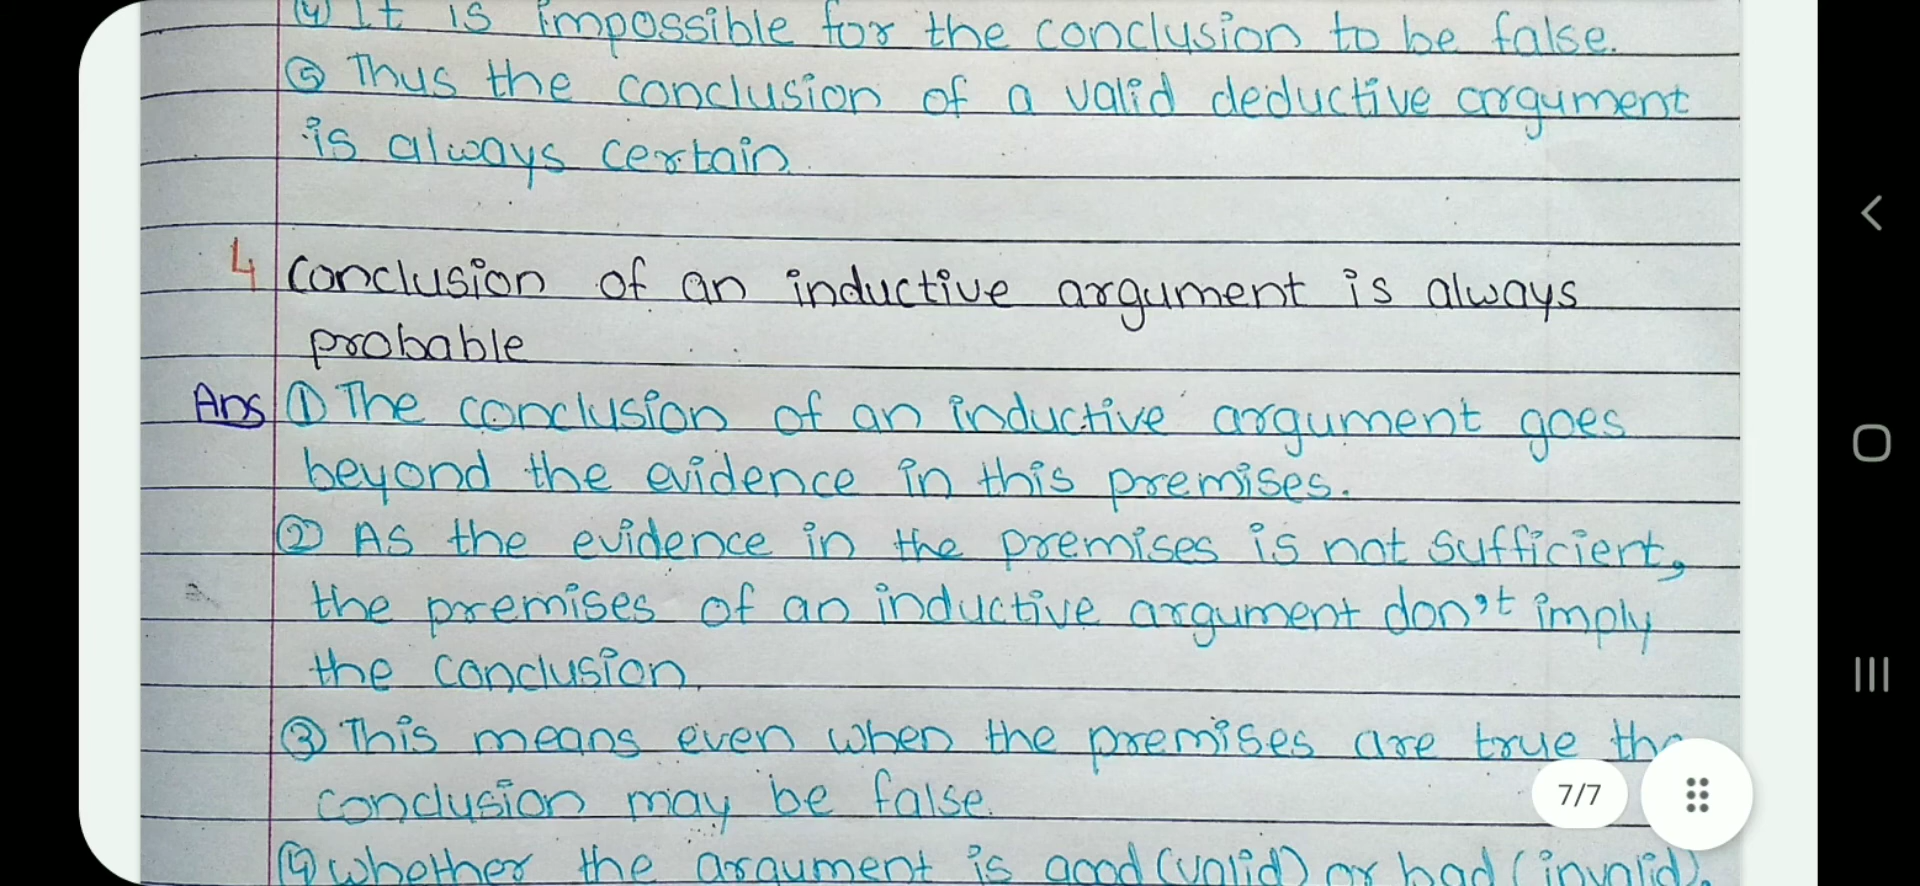 (4) It is impossible for the conclusion to be false.
(5) Thus the conclusion of a valid deductive argument
is always certain.
4 Conclusion of an inductive argument is always
probable
Ans (1) The conclusion of an inductive argument goes
beyond the evidence in this premises.
(2) As the evidence in the premises is not sufficient,
the premises of an inductive argument don't imply
the conclusion.
(3) This means even when the premises are true the
conclusion may be false.
7/7
(4) whether the argument is good (valid) or bad (invalid),